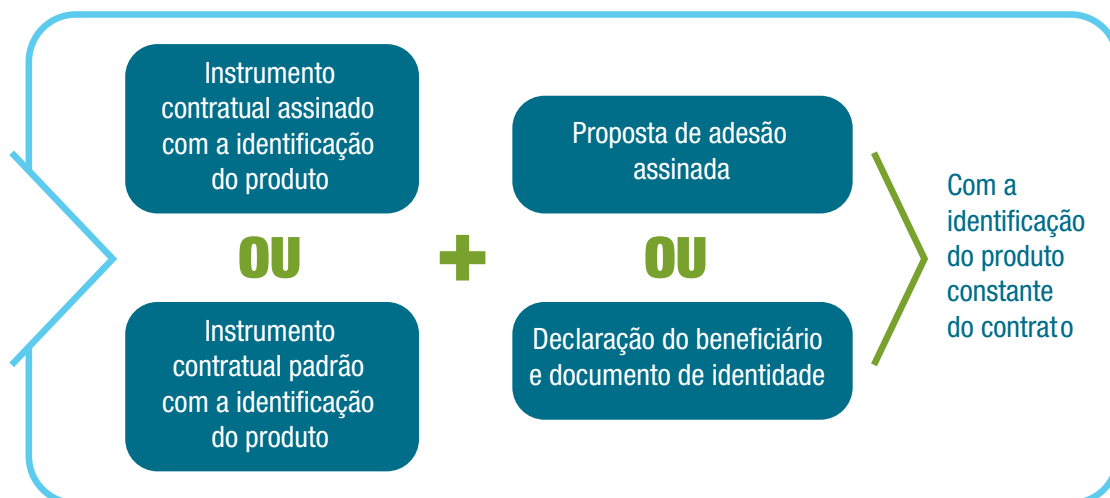 Instrumento
contratual assinado
com a identificação
do produto
OU
Instrumento
contratual padrão
com a identificação
do produto
+
Proposta de adesão
assinada
OU
Declaração do beneficiário
e documento de identidade
Com a
identificação
do produto
constante
do contrato